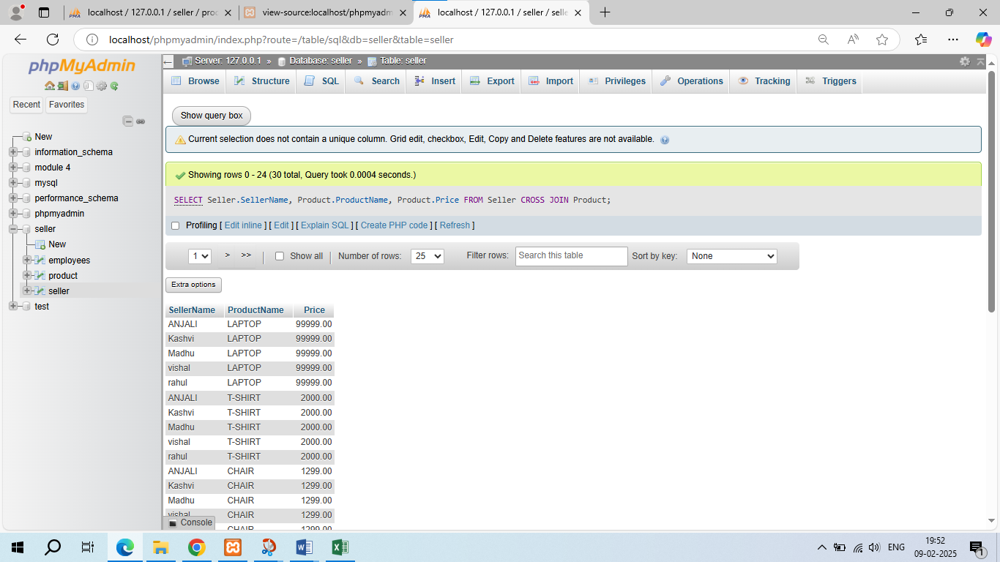 localhost / 127.0.0.1 / seller / proc
view-source:localhost/phpmyadm
localhost / 127.0.0.1 / seller / selle
localhost/phpmyadmin/index.php?route=/table/sql&db=seller&table=seller
phpMyAdmin
Recent Favorites
New
information_schema
module 4
mysql
performance_schema
phpmyadmin
seller
New
employees
product
seller
test
Server: 127.0.0.1 » Database: seller » Table: seller
Browse Structure SQL Search Insert Export Import Privileges Operations Tracking Triggers
Show query box
Current selection does not contain a unique column. Grid edit, checkbox, Edit, Copy and Delete features are not available.
Showing rows 0 - 24 (30 total, Query took 0.0004 seconds.)
SELECT Seller.SellerName, Product.ProductName, Product.Price FROM Seller CROSS JOIN Product;
Profiling [ Edit inline ] [ Edit ] [ Explain SQL ] [ Create PHP code ] [ Refresh ]
1 > >> Show all Number of rows: 25 Filter rows: Search this table Sort by key: None
Extra options
SellerName ProductName Price
ANJALI LAPTOP 99999.00
Kashvi LAPTOP 99999.00
Madhu LAPTOP 99999.00
vishal LAPTOP 99999.00
rahul LAPTOP 99999.00
ANJALI T-SHIRT 2000.00
Kashvi T-SHIRT 2000.00
Madhu T-SHIRT 2000.00
vishal T-SHIRT 2000.00
rahul T-SHIRT 2000.00
ANJALI CHAIR 1299.00
Kashvi CHAIR 1299.00
Madhu CHAIR 1299.00
vishal CHAIR 1299.00
CHAIR 1299.00
Console
ENG
19:52
09-02-2025
1